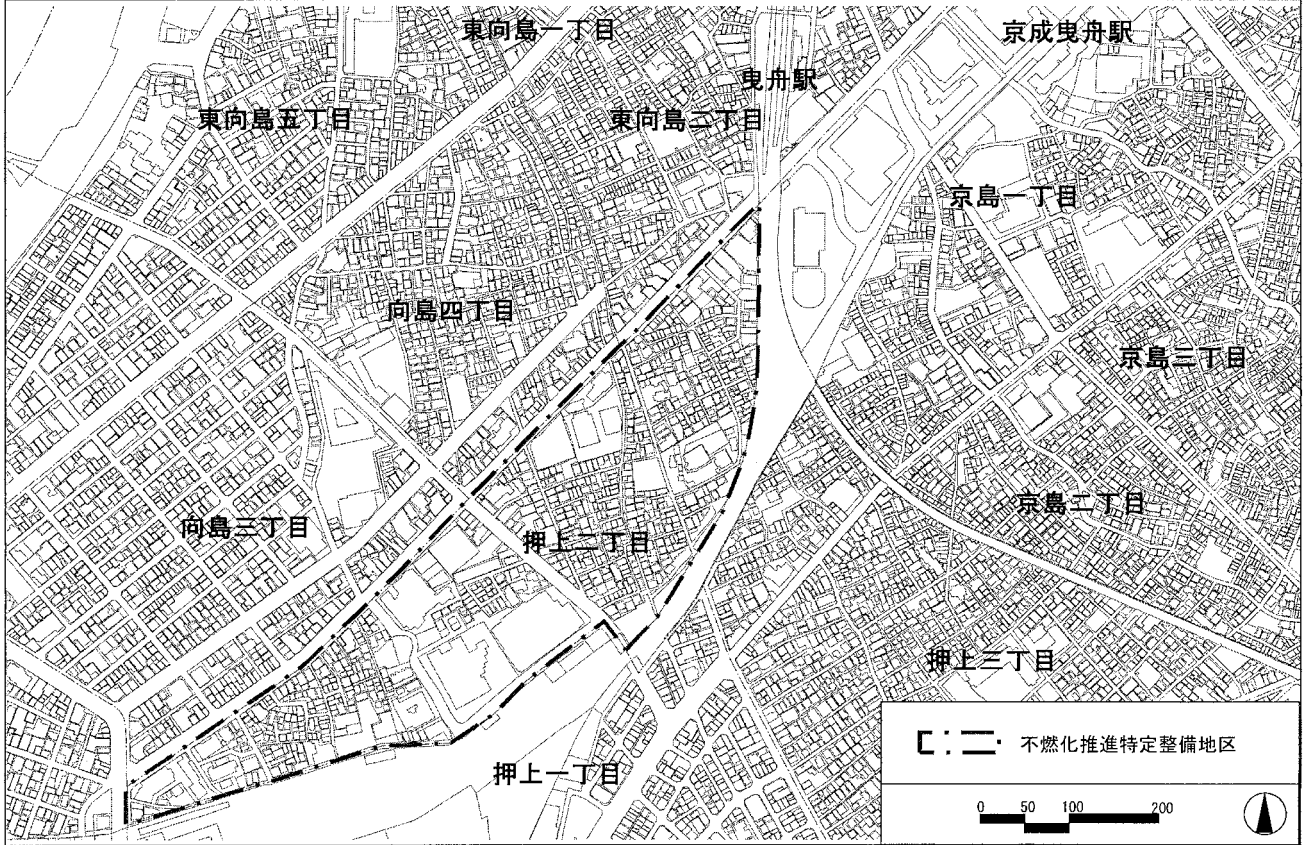 東向島一丁目
京成曳舟駅
曳舟駅
東向島五丁目
東向島二丁目
京島一丁目
向島四丁目
京島三丁目
京島二丁目
向島三丁目
押上二丁目
押上三丁目
不燃化推進特定整備地区
押上一丁目
0 50 100 200